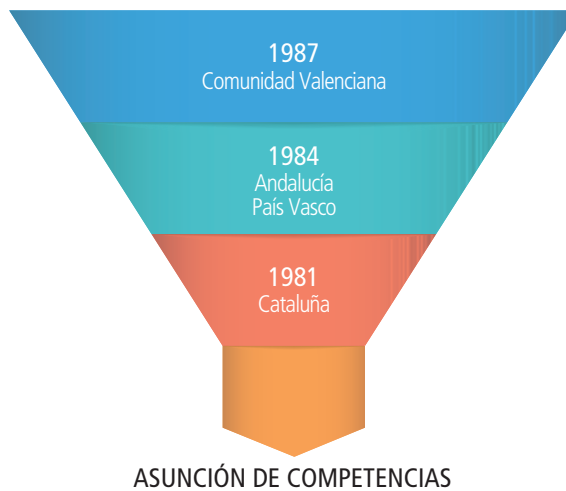 1987
Comunidad Valenciana
1984
Andalucía
País Vasco
1981
Cataluña
ASUNCIÓN DE COMPETENCIAS